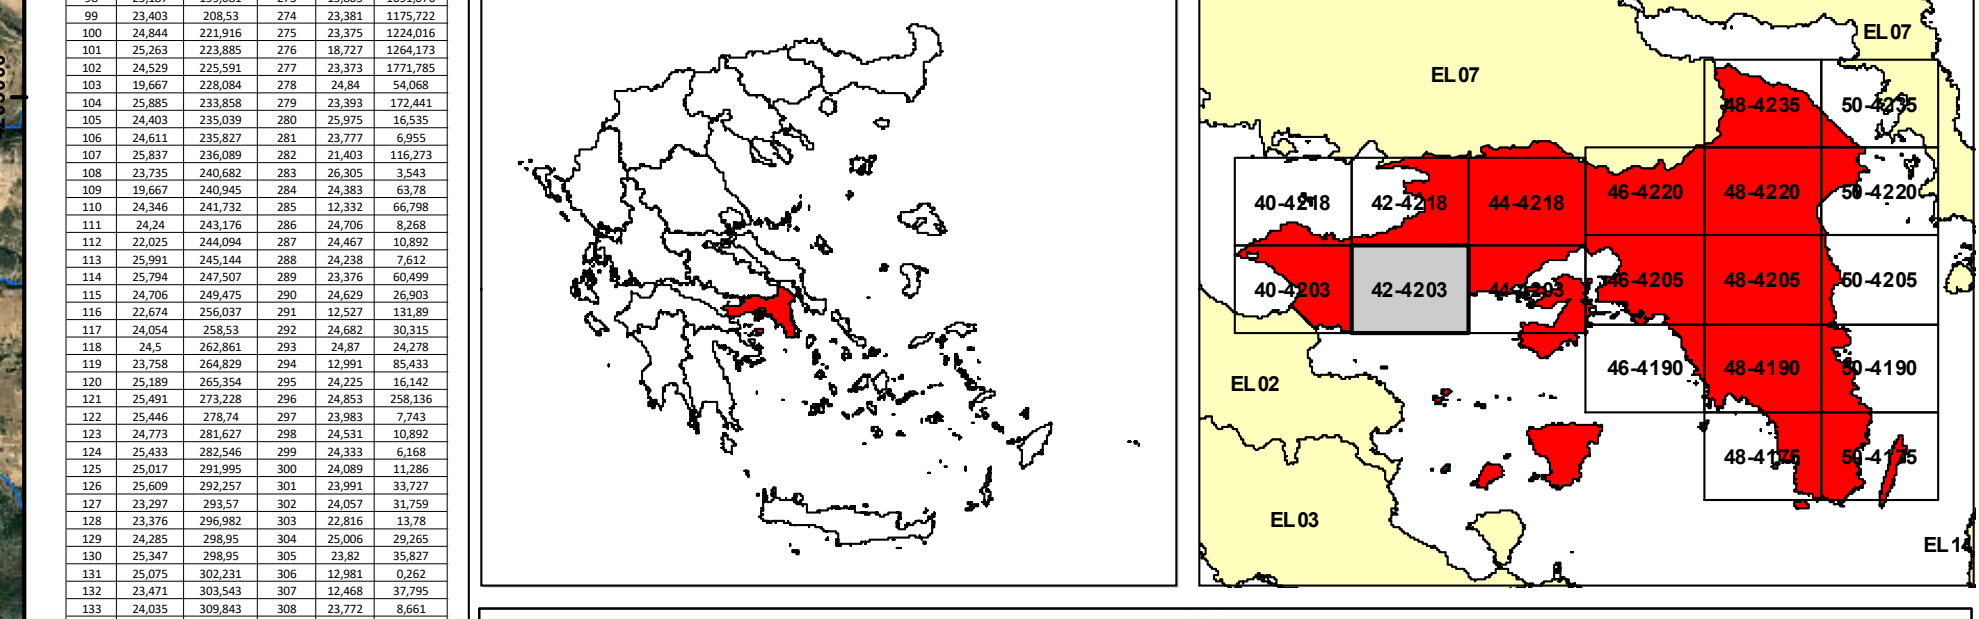 99 23,403 208,53 274 23,381 1175,722
100 24,844 221,916 275 23,375 1224,016
101 25,263 223,885 276 18,727 1264,173
102 24,529 225,591 277 23,373 1771,785
103 19,667 228,084 278 24,84 54,068
104 25,885 233,858 279 23,393 172,441
105 24,403 235,039 280 25,975 16,535
106 24,611 235,827 281 23,777 6,955
107 25,837 236,089 282 21,403 116,273
108 23,735 240,682 283 26,305 3,543
109 19,667 240,945 284 24,383 63,78
110 24,346 241,732 285 12,332 66,798
111 24,24 243,176 286 24,706 8,268
112 22,025 244,094 287 24,467 10,892
113 25,991 245,144 288 24,238 7,612
114 25,794 247,507 289 23,376 60,499
115 24,706 249,475 290 24,629 26,903
116 22,674 256,037 291 12,527 131,89
117 24,054 258,53 292 24,682 30,315
118 24,5 262,861 293 24,87 24,278
119 23,758 264,829 294 12,991 85,433
120 25,189 265,354 295 24,225 16,142
121 25,491 273,228 296 24,853 258,136
122 25,446 278,74 297 23,983 7,743
123 24,773 281,627 298 24,531 10,892
124 25,433 282,546 299 24,333 6,168
125 25,017 291,995 300 24,089 11,286
126 25,609 292,257 301 23,991 33,727
127 23,297 293,57 302 24,057 31,759
128 23,376 296,982 303 22,816 13,78
129 24,285 298,95 304 25,006 29,265
130 25,347 298,95 305 23,82 35,827
131 25,075 302,231 306 12,981 0,262
132 23,471 303,543 307 12,468 37,795
133 24,035 309,843 308 23,772 8,661
EL07
EL07
48-4235 50-4235
40-4218 42-4218 44-4218 46-4220 48-4220 50-4220
40-4203 42-4203 44-4203 46-4205 48-4205 50-4205
46-4190 48-4190 50-4190
EL02
48-4175 50-4175
EL03
EL14